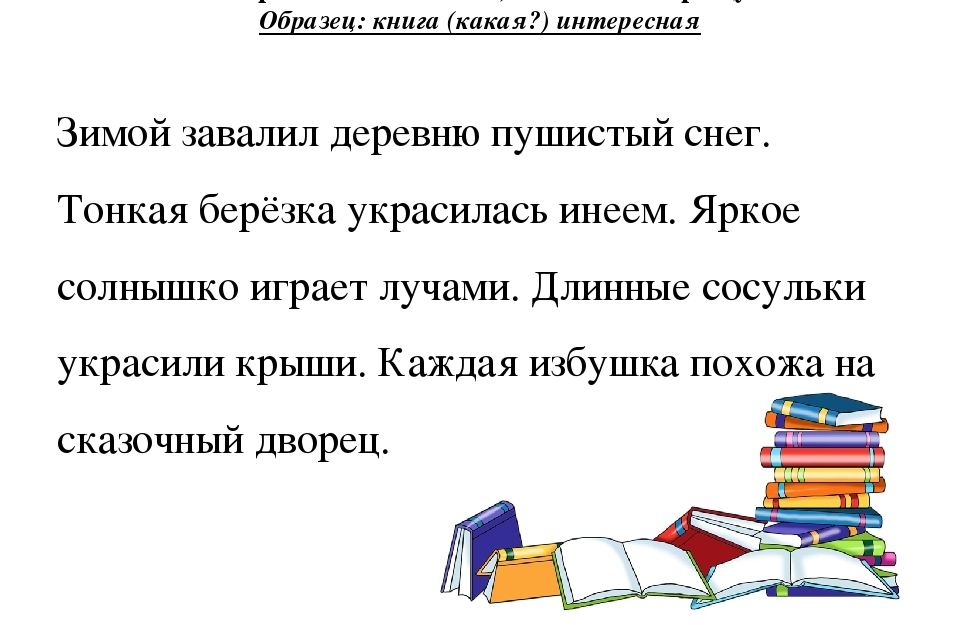 Образец: книга (какая?) интересная
Зимой завалил деревню пушистый снег.
Тонкая берёзка украсилась инеем. Яркое
солнышко играет лучами. Длинные сосульки
украсили крыши. Каждая избушка похожа на
сказочный дворец.